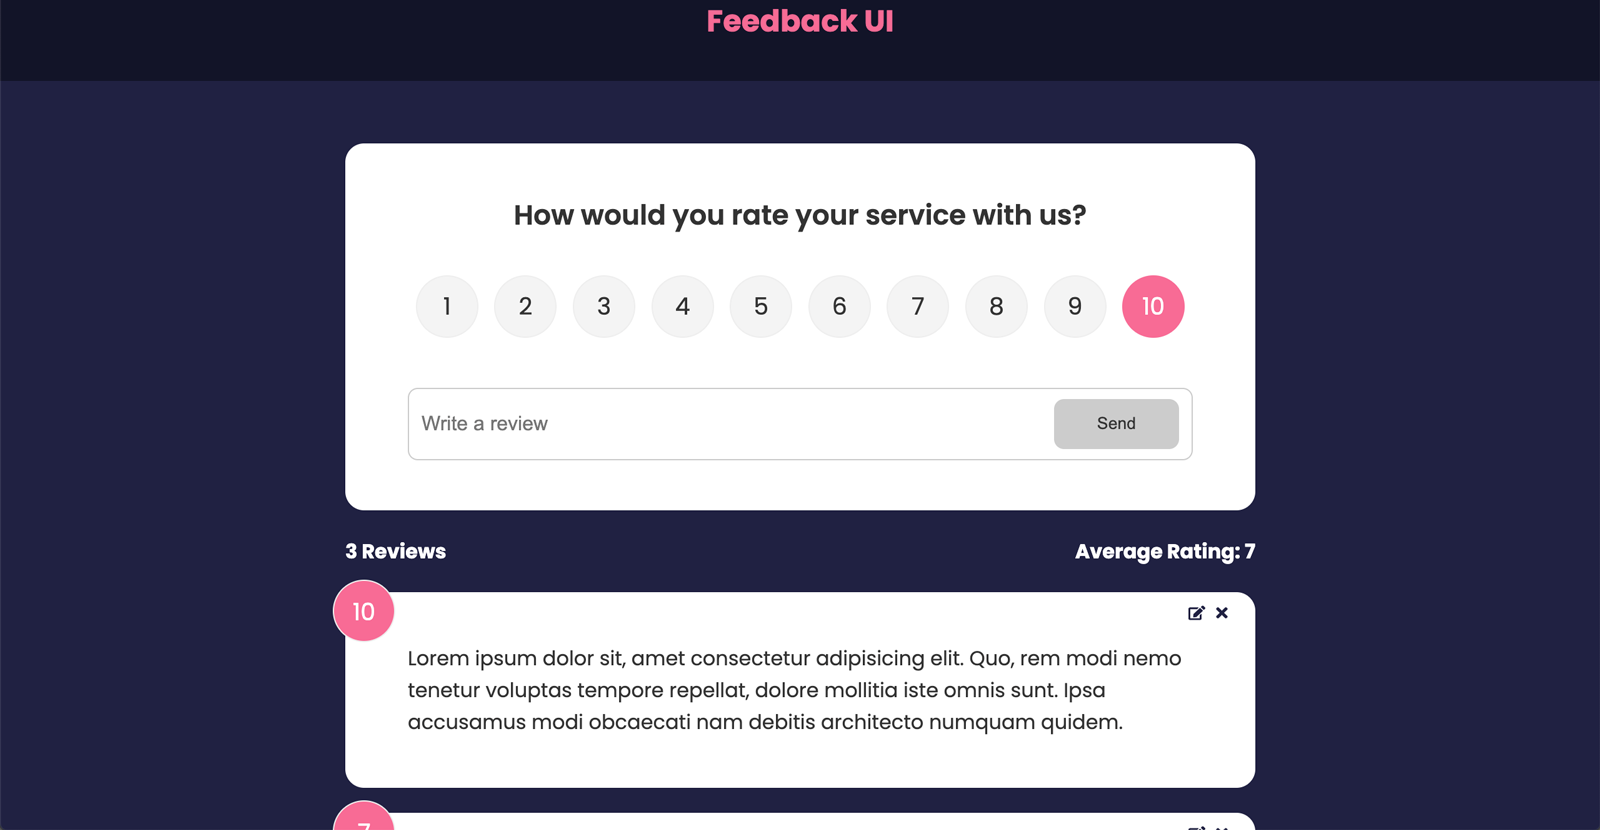 Feedback UI
How would you rate your service with us?
1 2 3 4 5 6 7 8 9 10
Write a review
Send
3 Reviews
Average Rating: 7
10
Lorem ipsum dolor sit, amet consectetur adipisicing elit. Quo, rem modi nemo
tenetur voluptas tempore repellat, dolore mollitia iste omnis sunt. Ipsa
accusamus modi obcaecati nam debitis architecto numquam quidem.
7